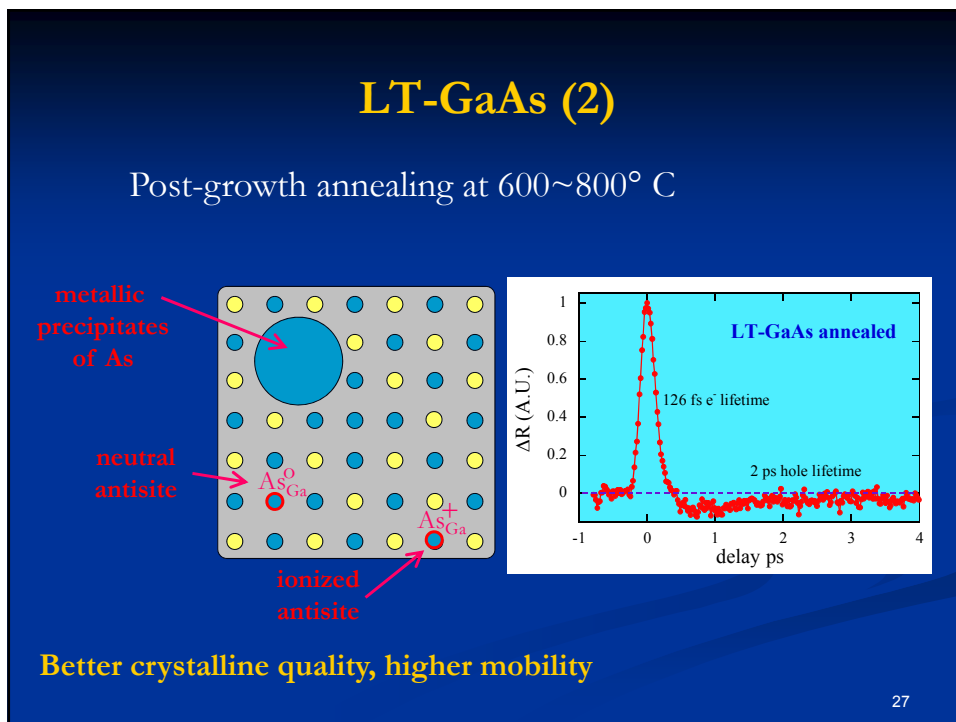 LT-GaAs (2)
Post-growth annealing at 600~800° C
metallic
precipitates
of As
neutral
antisite
As⁰Ga
As+Ga
ionized
antisite
1
0.8
0.6
0.4
0.2
0
ΔR (A.U.)
LT-GaAs annealed
126 fs e- lifetime
2 ps hole lifetime
-1
0
1
2
3
4
delay ps
Better crystalline quality, higher mobility
27